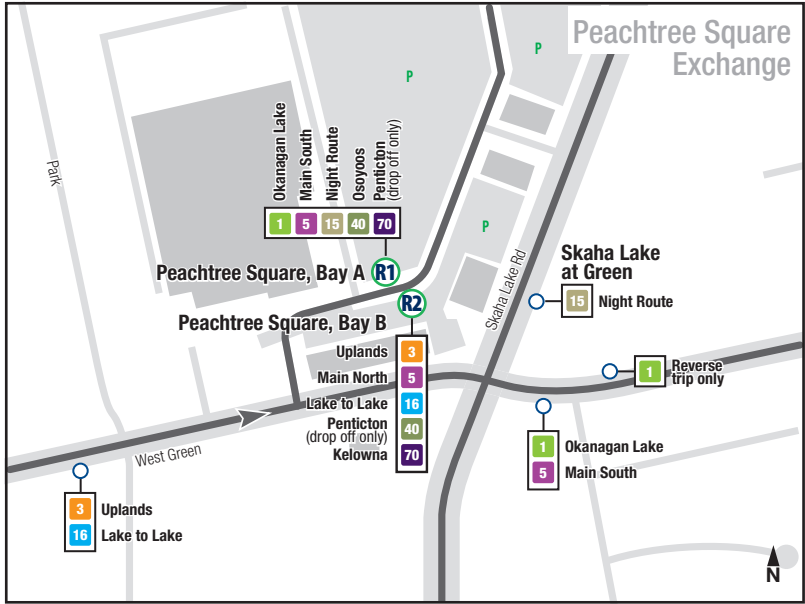 Peachtree Square
Exchange
P
P
P
Park
Okanagan Lake
Main South
Night Route
Osoyoos
Penticton
(drop off only)
1 5 15 40 70
Peachtree Square, Bay A R1
Peachtree Square, Bay B R2
Uplands 3
Main North 5
Lake to Lake 16
Penticton
(drop off only) 40
Kelowna 70
Skaha Lake Rd
Skaha Lake
at Green
15 Night Route
1 Reverse
trip only
1 Okanagan Lake
5 Main South
West Green
3 Uplands
16 Lake to Lake
N